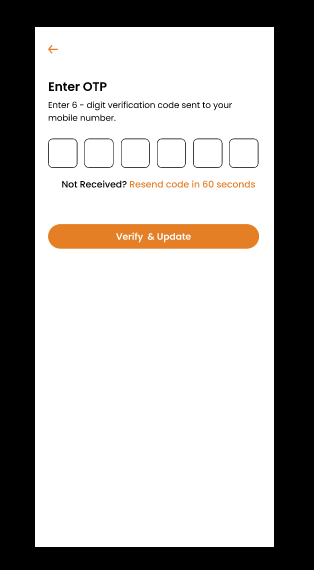 Enter OTP
Enter 6 - digit verification code sent to your
mobile number.
Not Received? Resend code in 60 seconds
Verify & Update